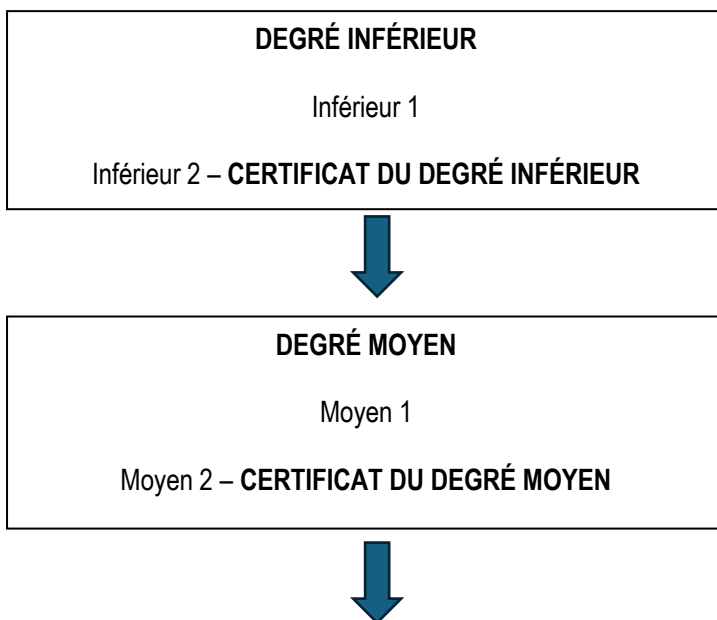 DEGRÉ INFÉRIEUR
Inférieur 1
Inférieur 2 – CERTIFICAT DU DEGRÉ INFÉRIEUR
DEGRÉ MOYEN
Moyen 1
Moyen 2 – CERTIFICAT DU DEGRÉ MOYEN